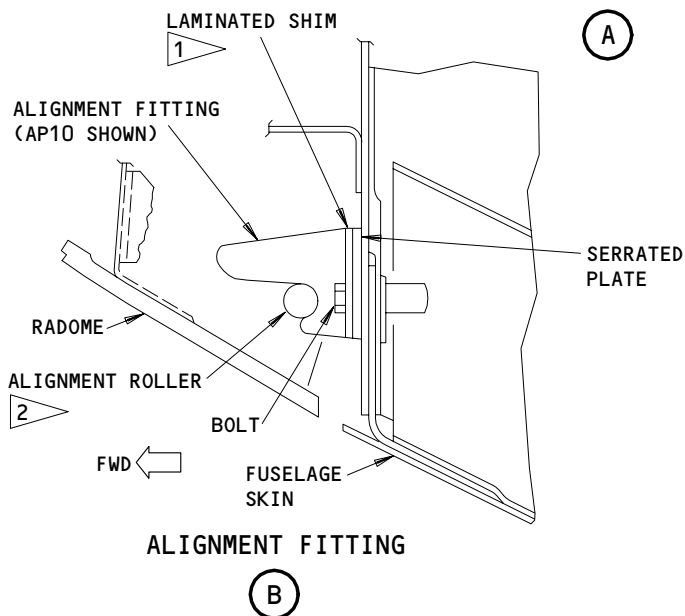 LAMINATED SHIM
1
A
ALIGNMENT FITTING
(AP10 SHOWN)
SERRATED
PLATE
RADOME
ALIGNMENT ROLLER
2
BOLT
FWD
FUSELAGE
SKIN
ALIGNMENT FITTING
B